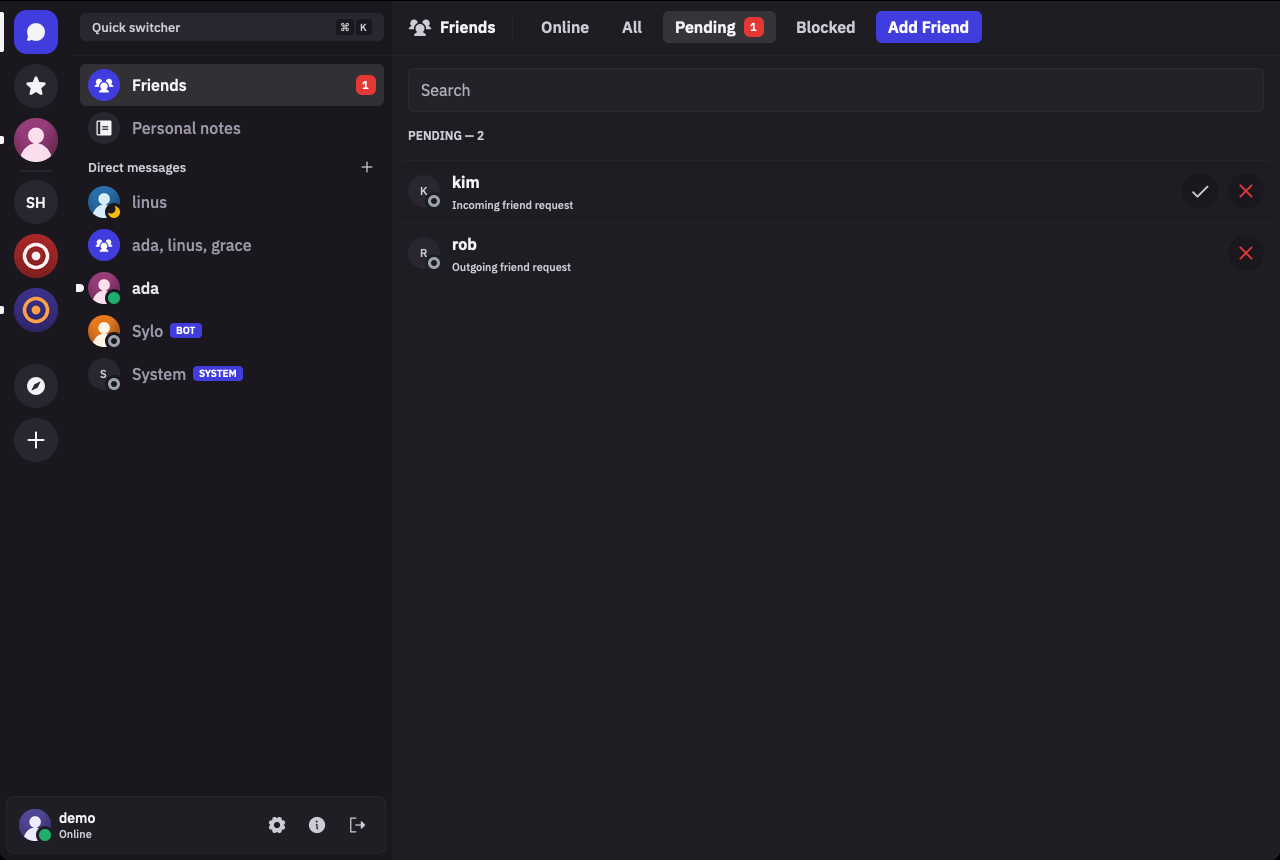 Quick switcher ⌘ K
SH
Friends 1
Personal notes
Direct messages
linus
ada, linus, grace
ada
Sylo BOT
S System SYSTEM
demo
Online
Friends Online All Pending 1 Blocked Add Friend
Search
PENDING — 2
K kim
Incoming friend request
R rob
Outgoing friend request